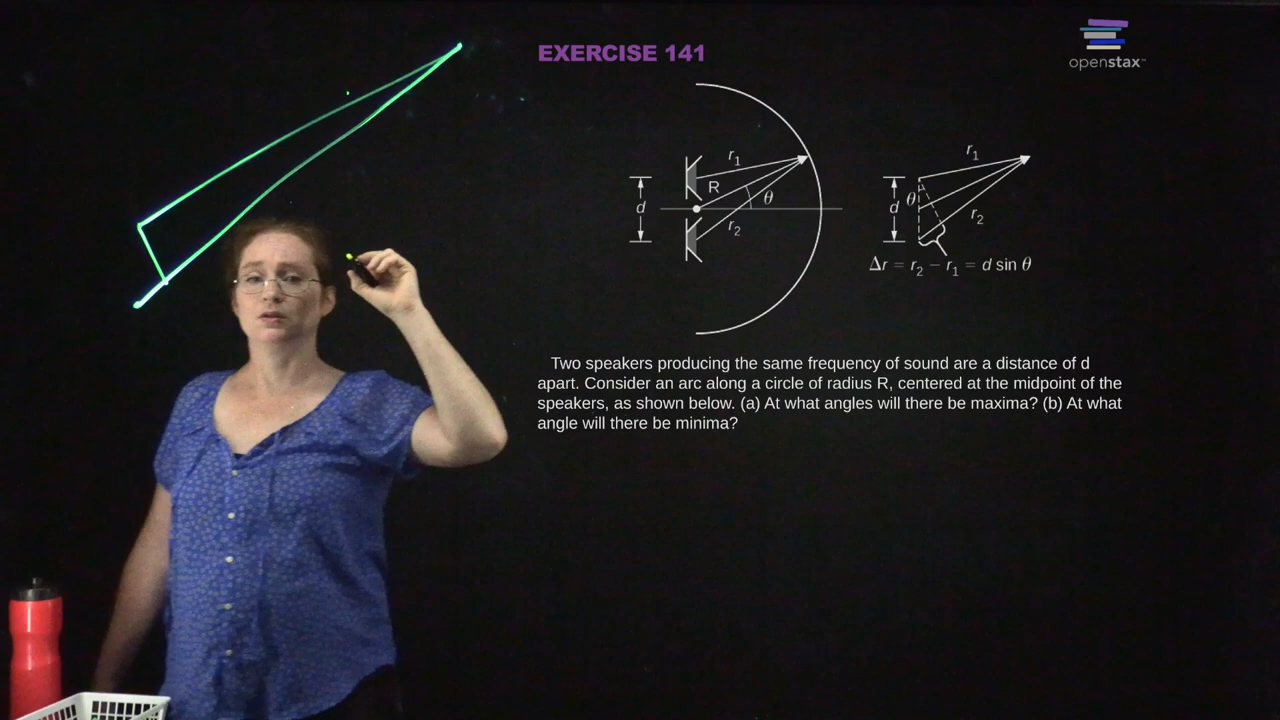 EXERCISE 141
openstax™
r₁
R
θ
d
r₂
r₁
d
θ
r₂
Δr = r₂ − r₁ = d sin θ
Two speakers producing the same frequency of sound are a distance of d
apart. Consider an arc along a circle of radius R, centered at the midpoint of the
speakers, as shown below. (a) At what angles will there be maxima? (b) At what
angle will there be minima?